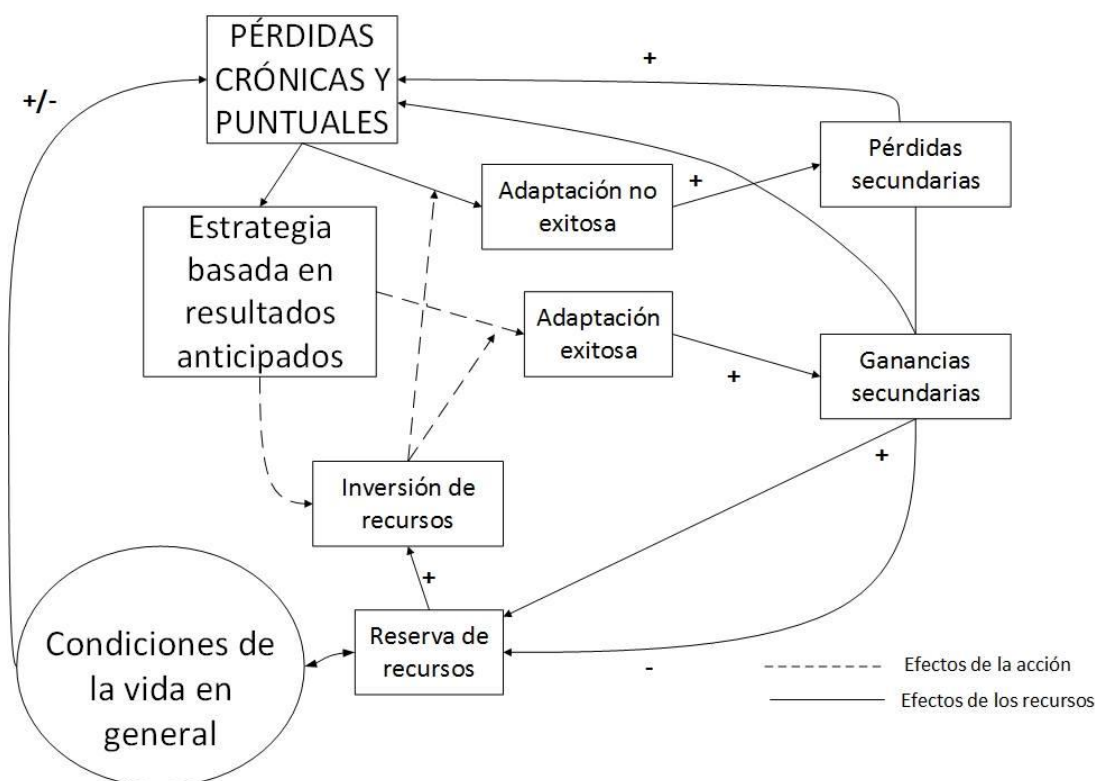 PÉRDIDAS
CRÓNICAS Y
PUNTUALES
+
+/-
Pérdidas
secundarias
Adaptación no
exitosa
+
Estrategia
basada en
resultados
anticipados
Adaptación
exitosa
+
Ganancias
secundarias
+
Inversión de
recursos
+
Condiciones de
la vida en
general
Reserva de
recursos
-
Efectos de la acción
Efectos de los recursos